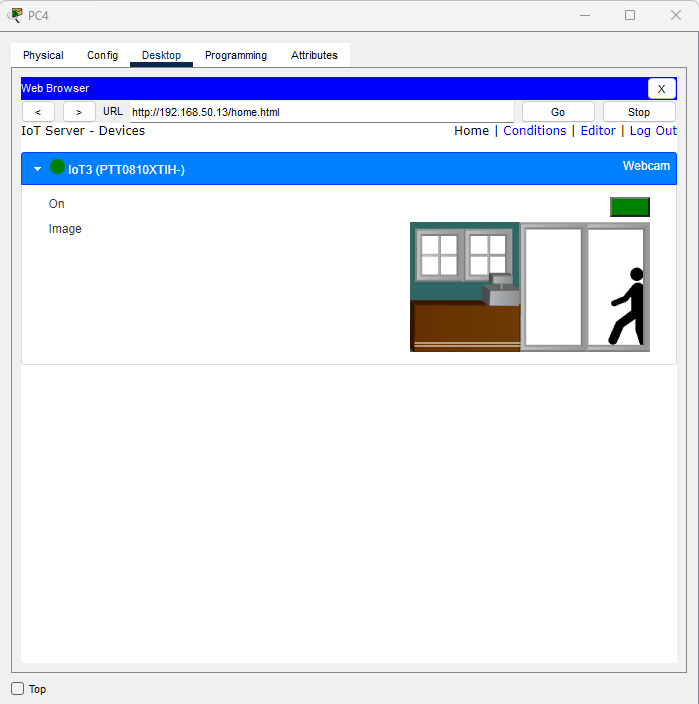 PC4
Physical Config Desktop Programming Attributes
Web Browser X
< > URL http://192.168.50.13/home.html Go Stop
IoT Server - Devices Home | Conditions | Editor | Log Out
IoT3 (PTT0810XTIH-) Webcam
On
Image
Top